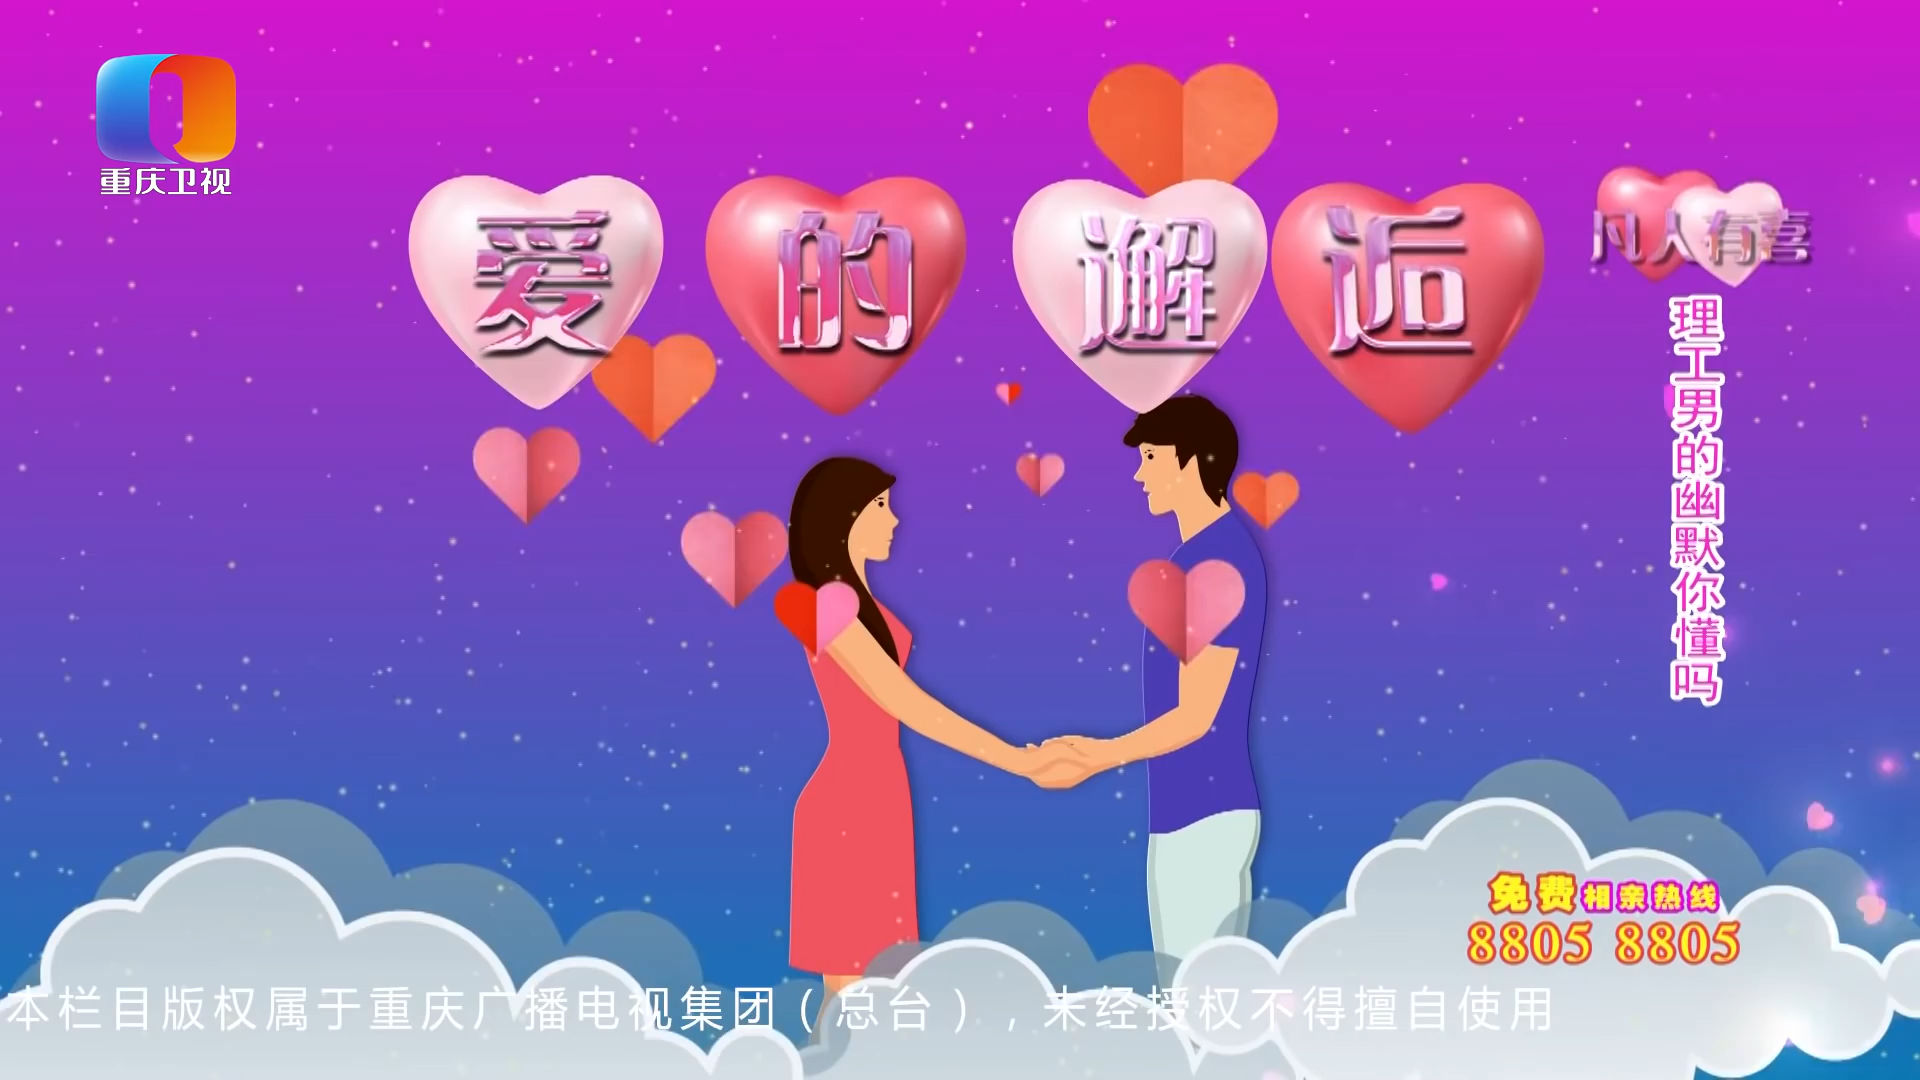 重庆卫视
爱的邂逅
凡人有喜
理工男的幽默你懂吗
免费相亲热线
8805 8805
本栏目版权属于重庆广播电视集团（总台），未经授权不得擅自使用